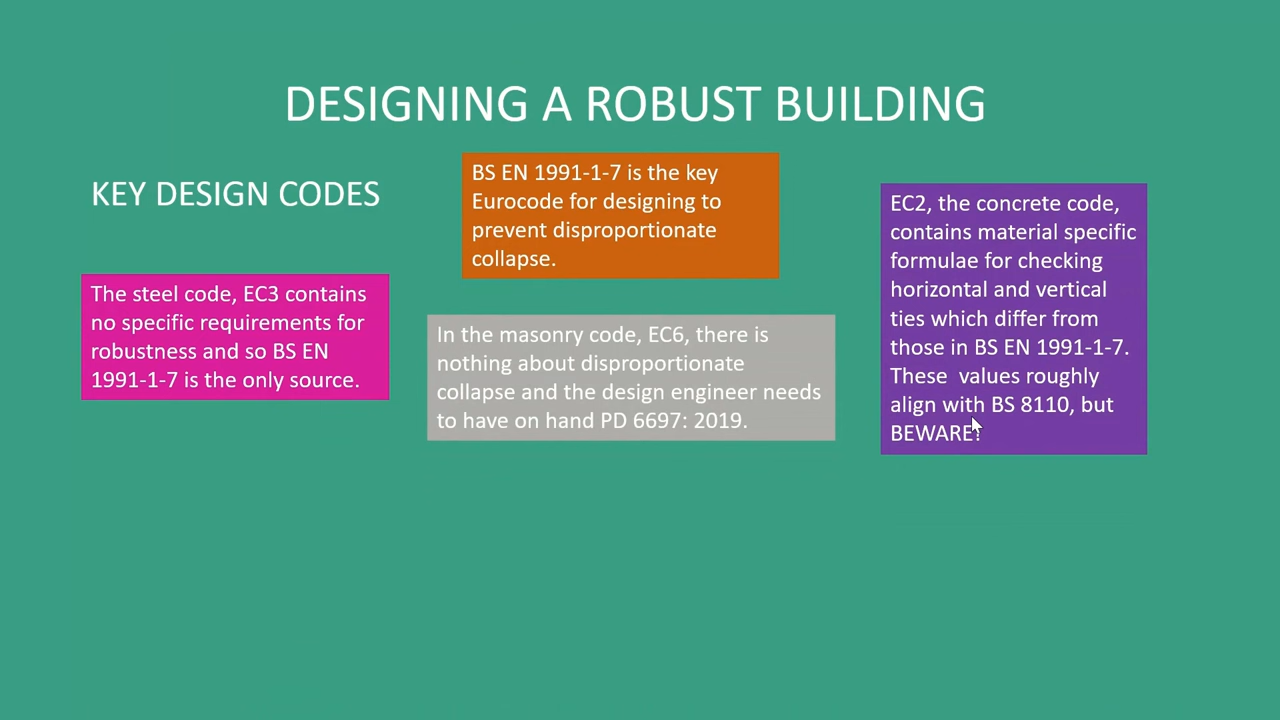 DESIGNING A ROBUST BUILDING
KEY DESIGN CODES
BS EN 1991-1-7 is the key
Eurocode for designing to
prevent disproportionate
collapse.
EC2, the concrete code,
contains material specific
formulae for checking
horizontal and vertical
ties which differ from
those in BS EN 1991-1-7.
These  values roughly
align with BS 8110, but
BEWARE!
The steel code, EC3 contains
no specific requirements for
robustness and so BS EN
1991-1-7 is the only source.
In the masonry code, EC6, there is
nothing about disproportionate
collapse and the design engineer needs
to have on hand PD 6697: 2019.